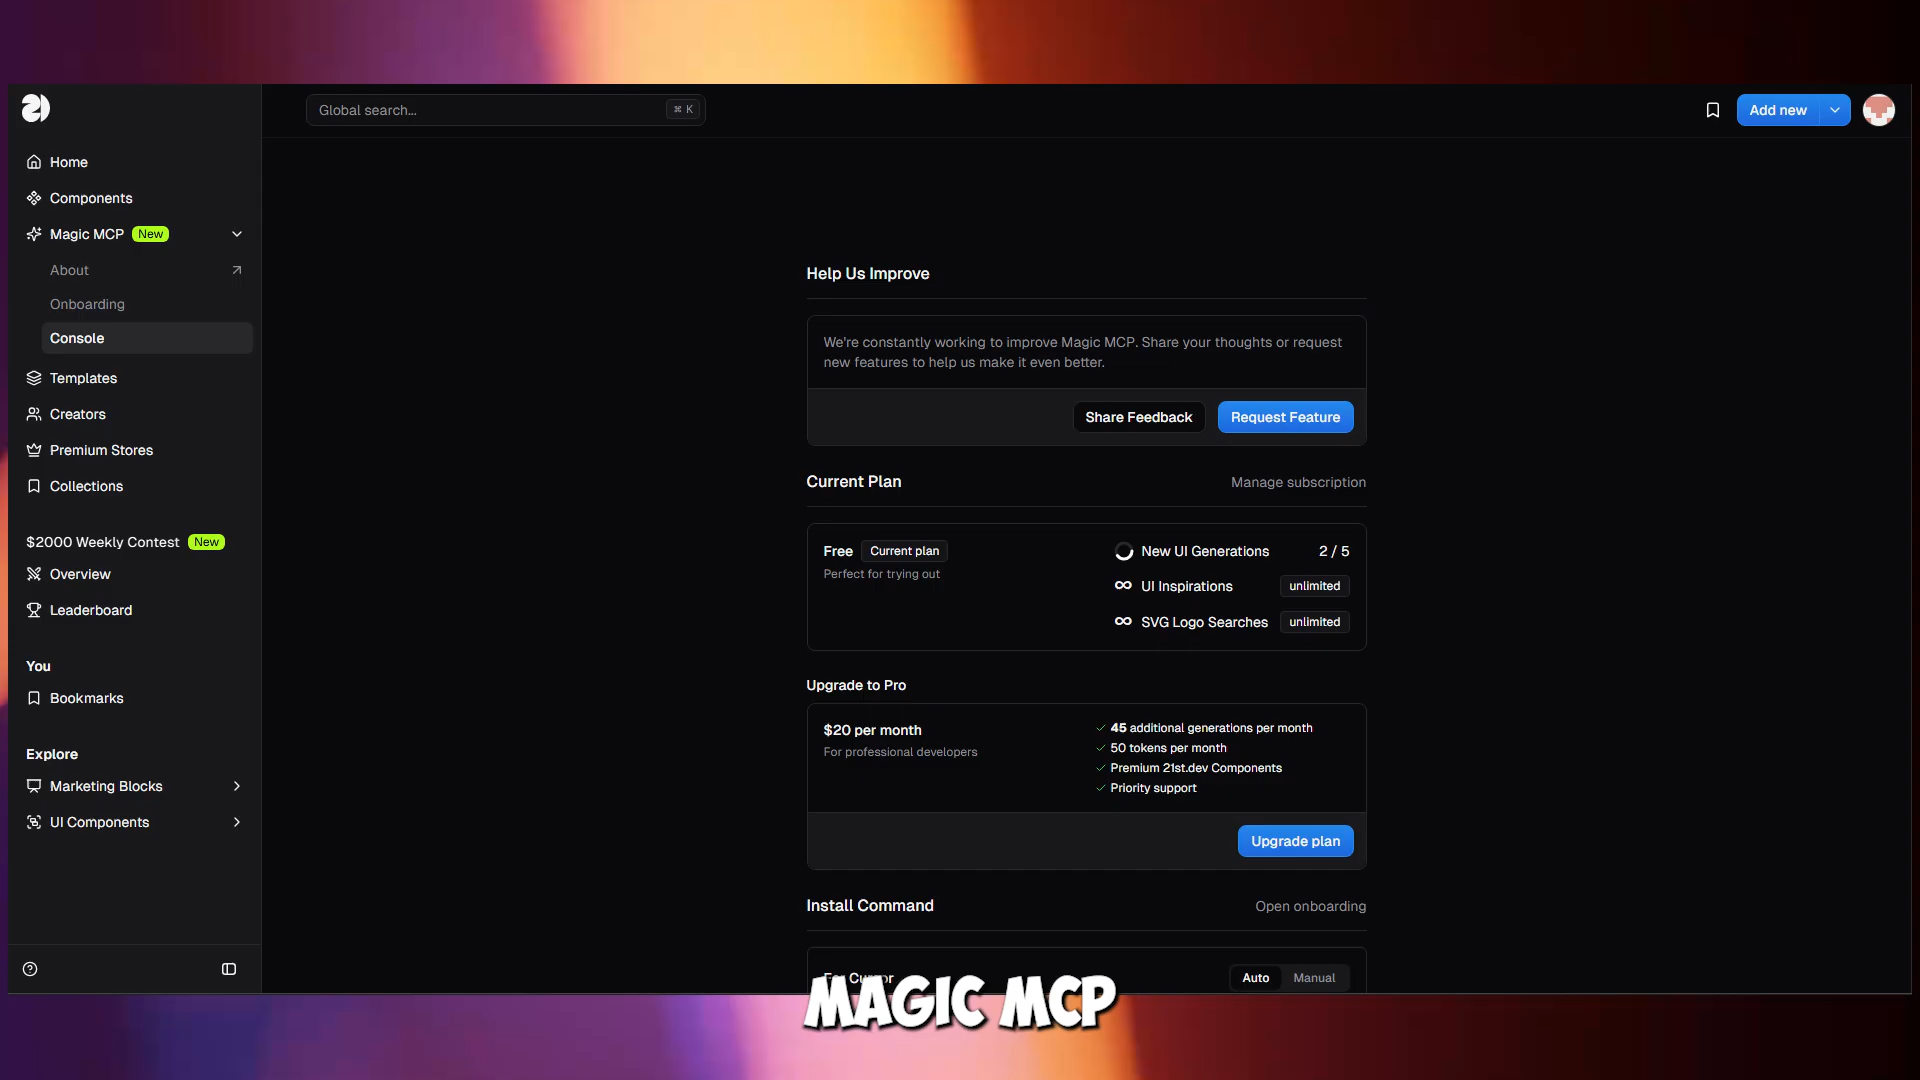 Global search...
⌘ K
Add new
Home
Components
Magic MCP New
About
Onboarding
Console
Templates
Creators
Premium Stores
Collections
$2000 Weekly Contest New
Overview
Leaderboard
You
Bookmarks
Explore
Marketing Blocks
UI Components
Help Us Improve
We're constantly working to improve Magic MCP. Share your thoughts or request
new features to help us make it even better.
Share Feedback
Request Feature
Current Plan
Manage subscription
Free Current plan
Perfect for trying out
New UI Generations 2 / 5
UI Inspirations unlimited
SVG Logo Searches unlimited
Upgrade to Pro
$20 per month
For professional developers
45 additional generations per month
50 tokens per month
Premium 21st.dev Components
Priority support
Upgrade plan
Install Command
Open onboarding
For Cursor
Auto
Manual
MAGIC MCP